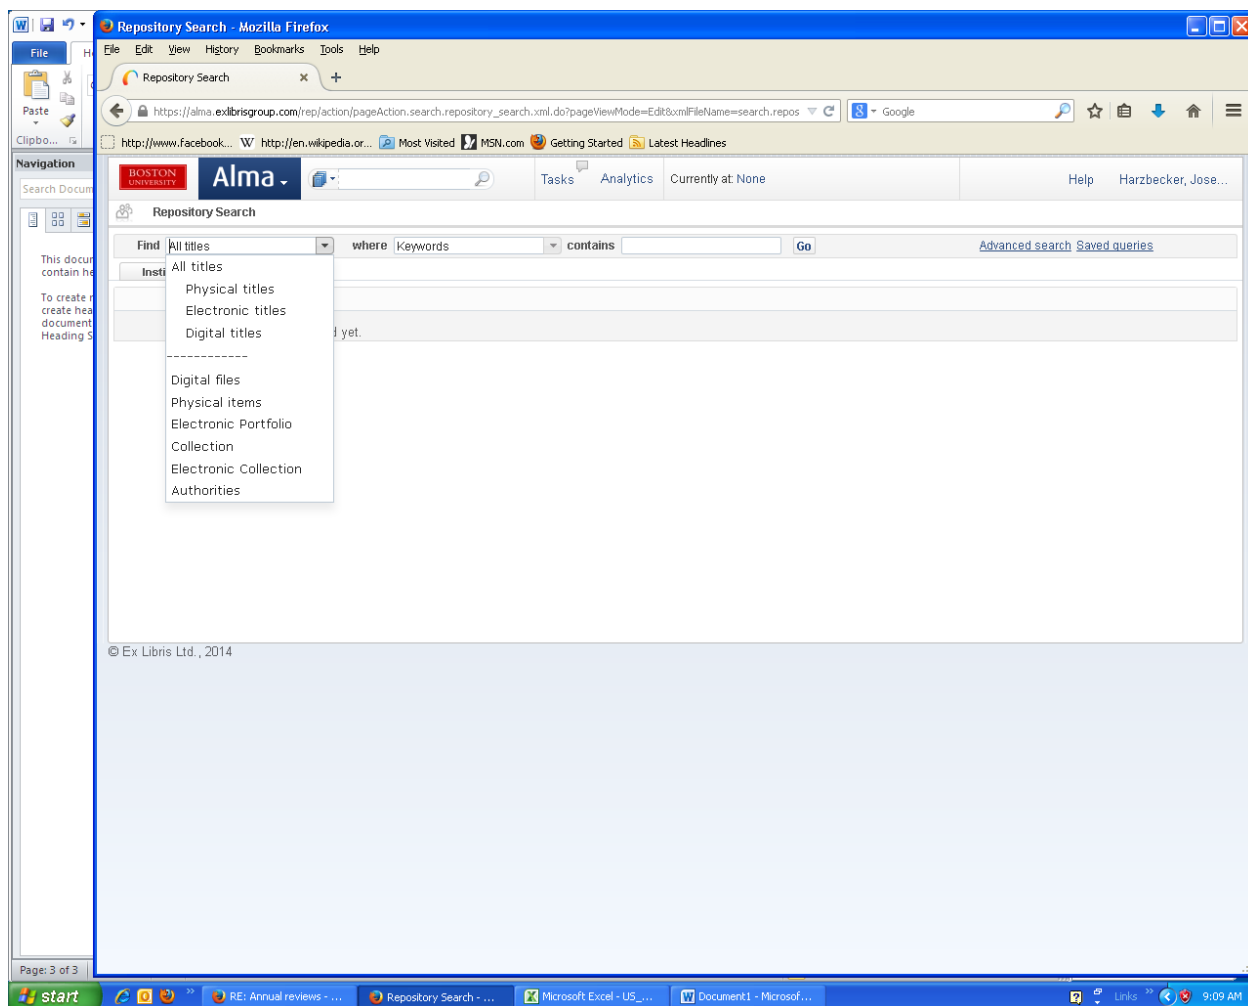 Repository Search - Mozilla Firefox
File
File Edit View History Bookmarks Tools Help
Repository Search
Paste
https://alma.exlibrisgroup.com/rep/action/pageAction.search.repository_search.xml.do?pageViewMode=Edit&xmlFileName=search.repos
Google
Clipbo...
http://www.facebook... http://en.wikipedia.or... Most Visited MSN.com Getting Started Latest Headlines
Navigation
Search Docum
BOSTON
UNIVERSITY
Alma
Tasks Analytics Currently at: None Help Harzbecker, Jose...
Repository Search
Find All titles where Keywords contains Go Advanced search Saved queries
Insti
All titles
Physical titles
Electronic titles
Digital titles
d yet.
------------
Digital files
Physical items
Electronic Portfolio
Collection
Electronic Collection
Authorities
This docum
contain he
To create n
create hea
document
Heading S
© Ex Libris Ltd., 2014
Page: 3 of 3
start RE: Annual reviews - ... Repository Search - ... Microsoft Excel - US_... Document1 - Microsof... Links 9:09 AM